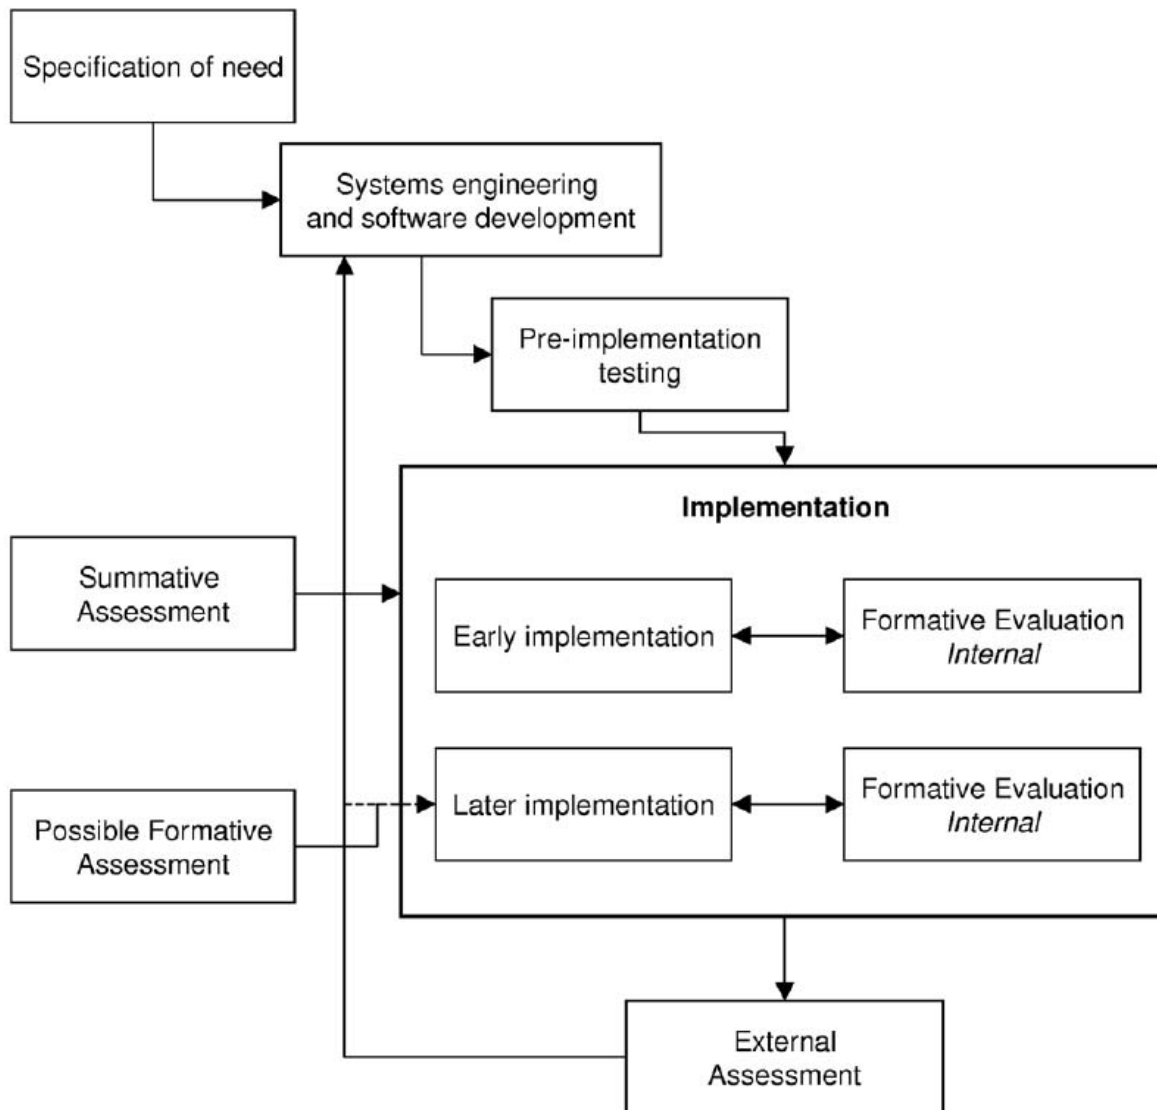 Specification of need
Systems engineering
and software development
Pre-implementation
testing
Implementation
Summative
Assessment
Early implementation
Formative Evaluation
Internal
Possible Formative
Assessment
Later implementation
Formative Evaluation
Internal
External
Assessment